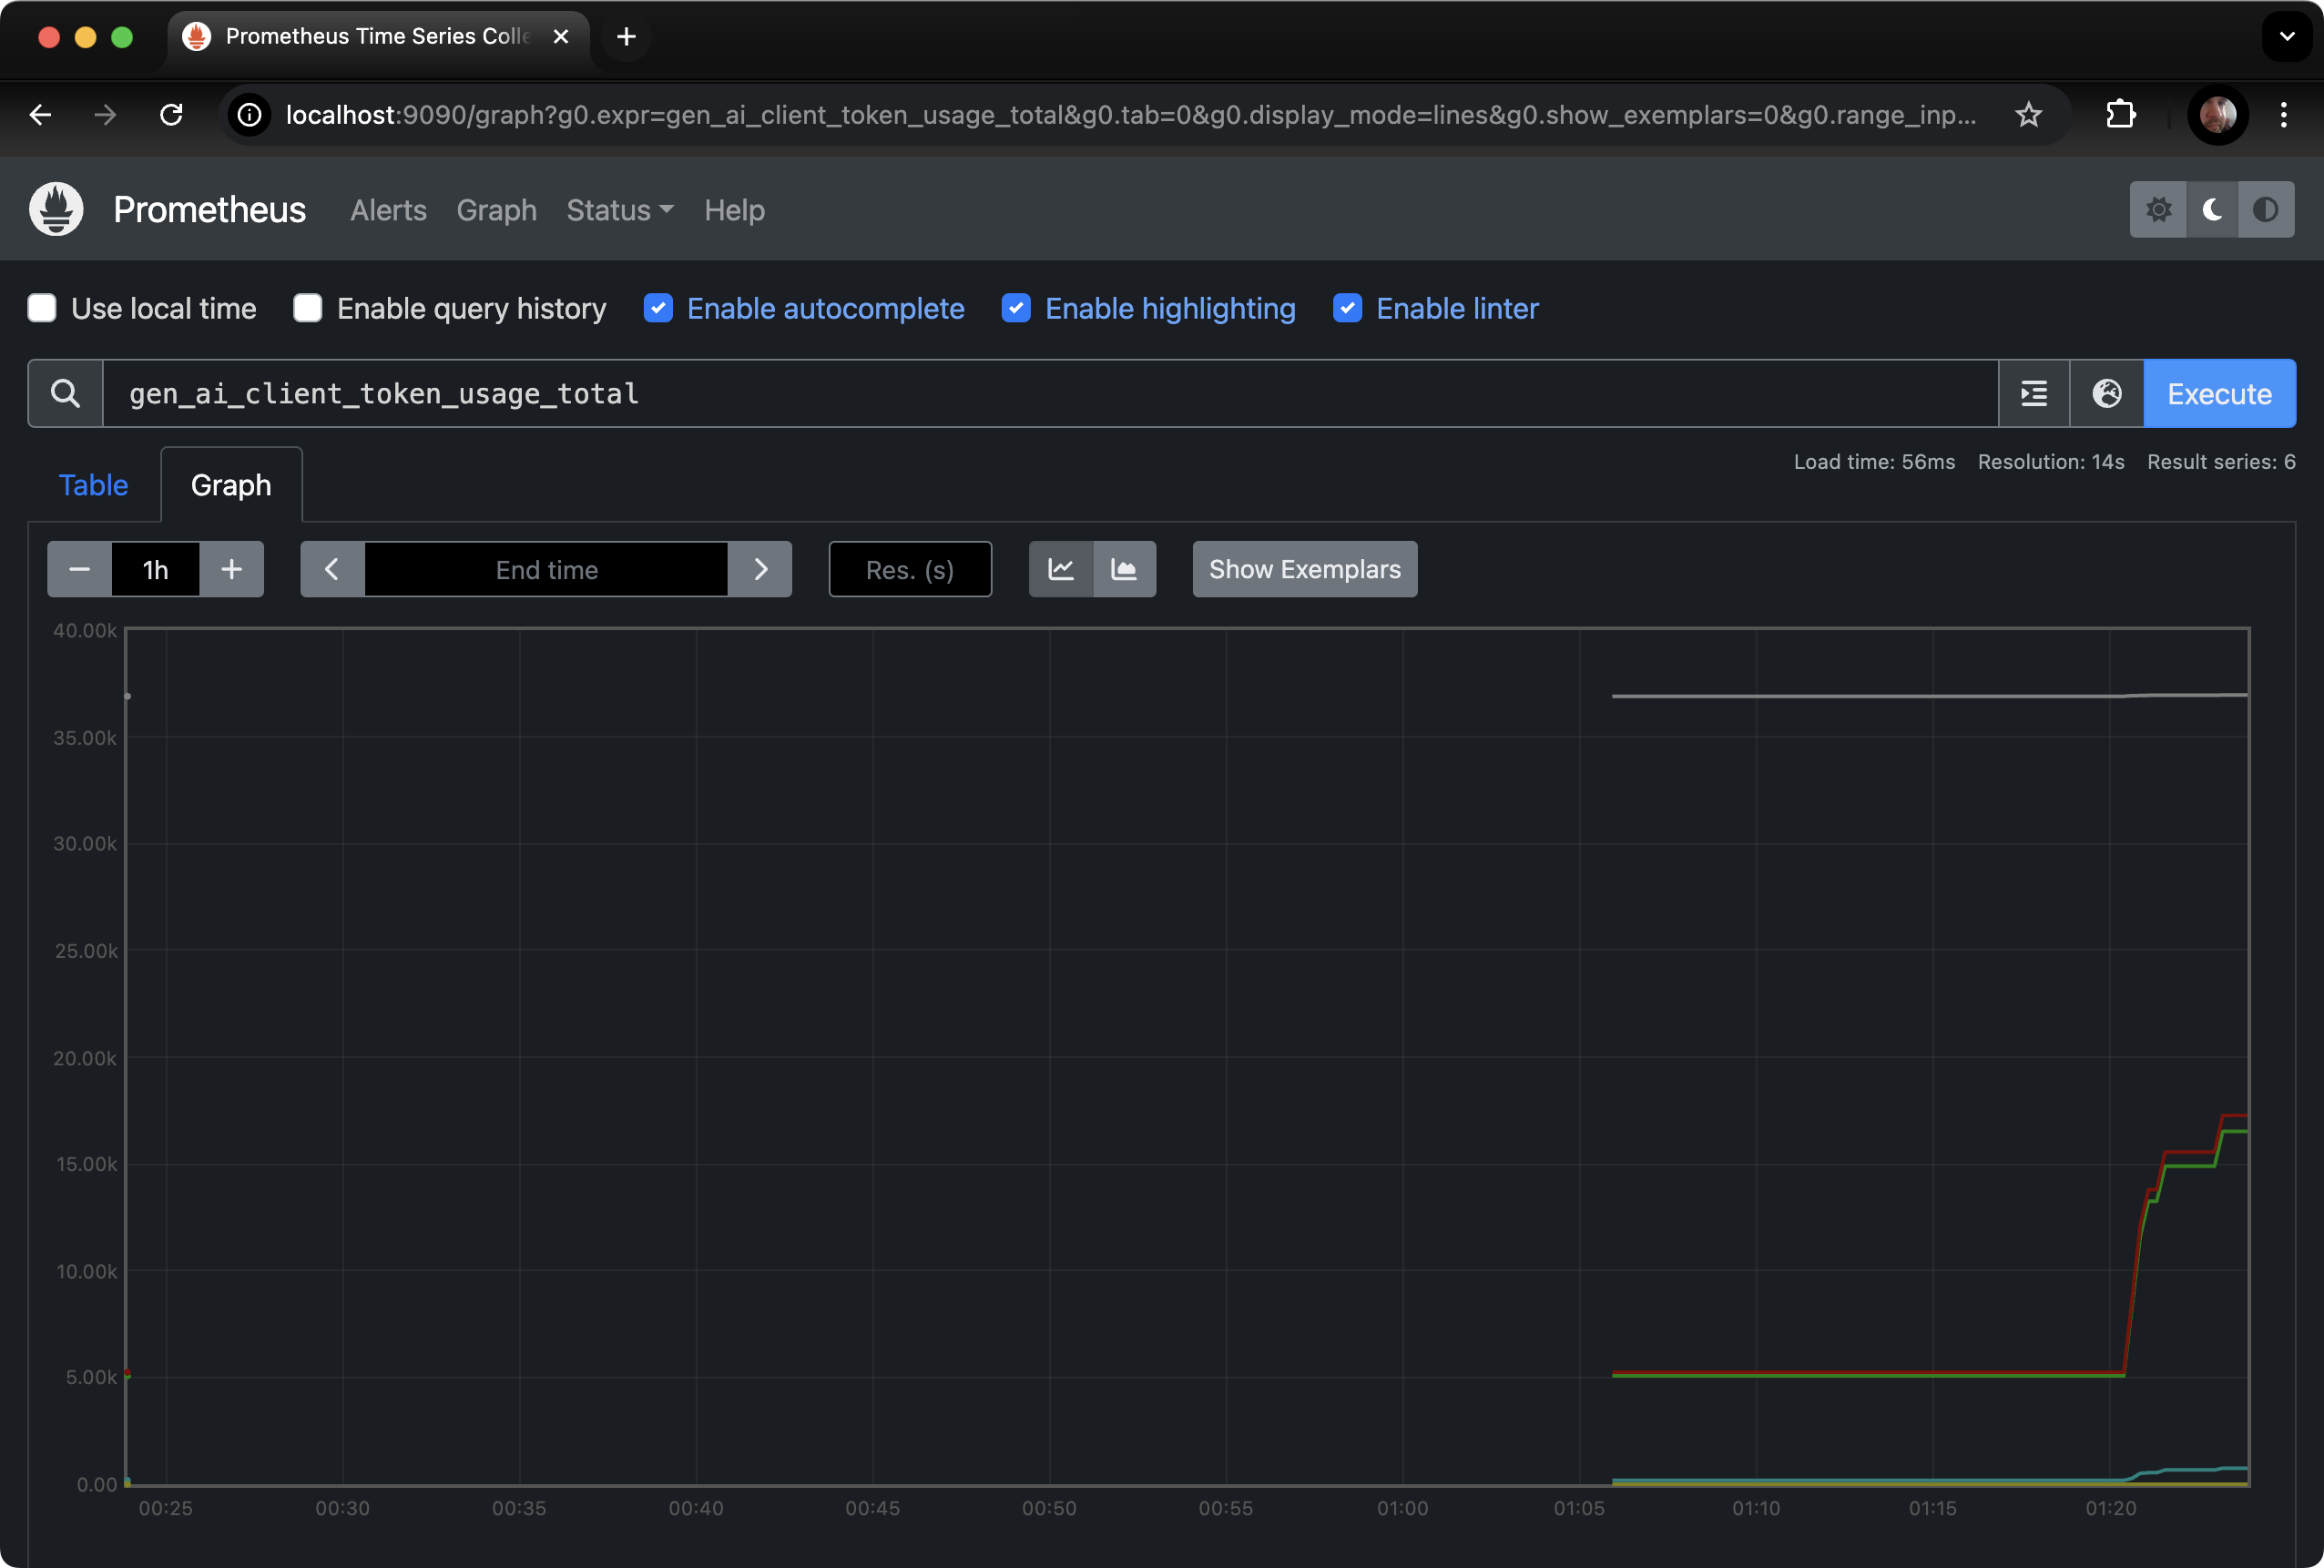 Prometheus Time Series Colle
localhost:9090/graph?g0.expr=gen_ai_client_token_usage_total&g0.tab=0&g0.display_mode=lines&g0.show_exemplars=0&g0.range_inp...
Prometheus Alerts Graph Status Help
Use local time Enable query history Enable autocomplete Enable highlighting Enable linter
gen_ai_client_token_usage_total Execute
Load time: 56ms Resolution: 14s Result series: 6
Table Graph
1h End time Res. (s) Show Exemplars
40.00k
35.00k
30.00k
25.00k
20.00k
15.00k
10.00k
5.00k
0.00
00:25 00:30 00:35 00:40 00:45 00:50 00:55 01:00 01:05 01:10 01:15 01:20